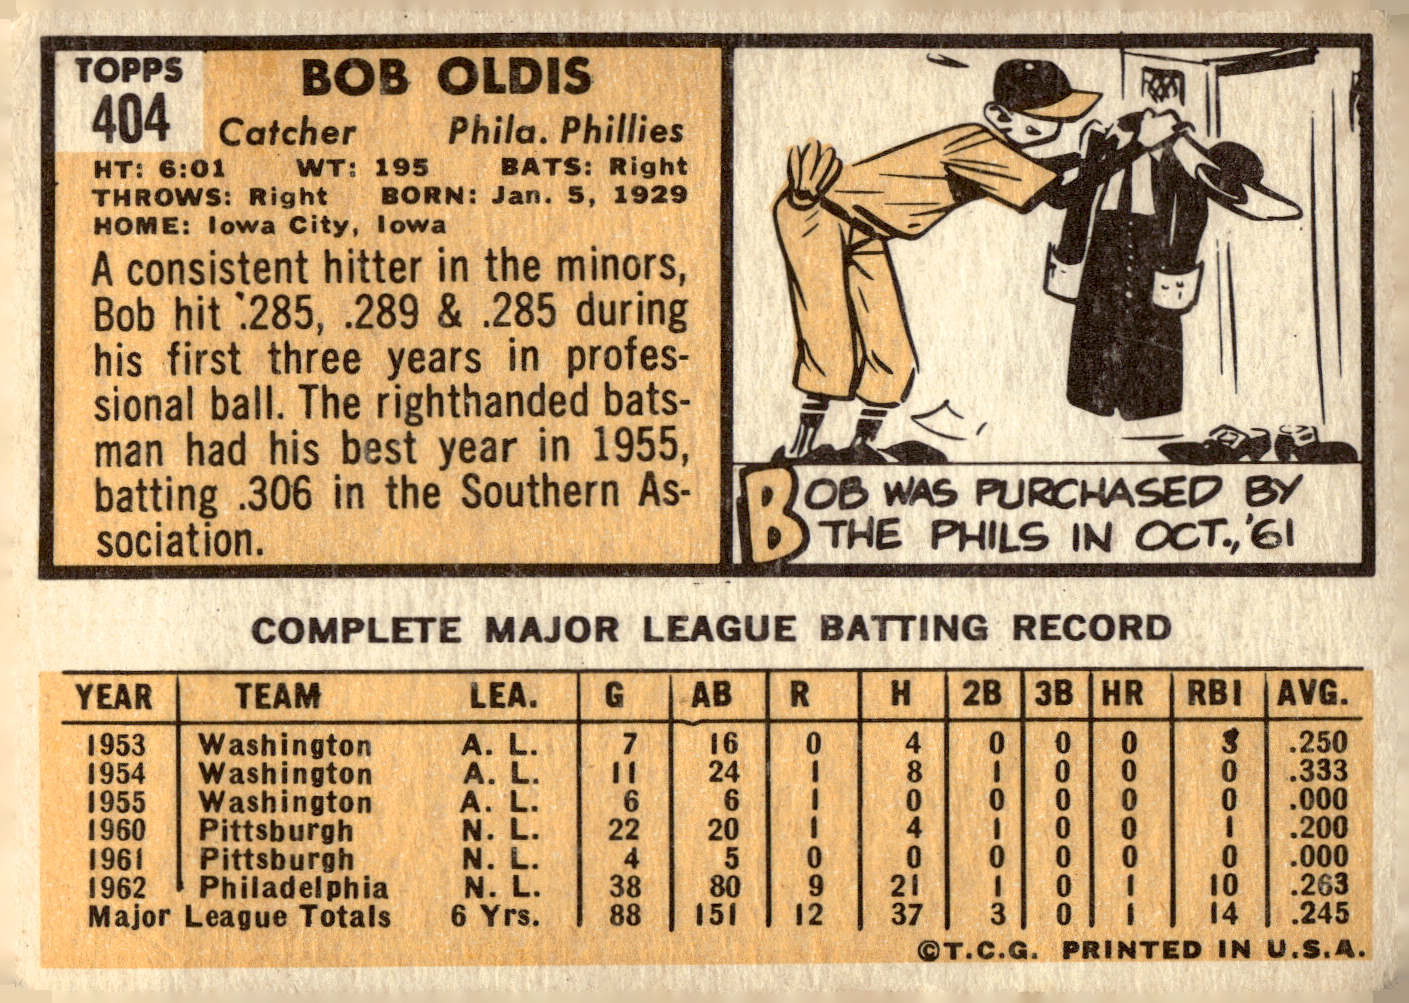 TOPPS
404
BOB OLDIS
Catcher Phila. Phillies
HT: 6:01 WT: 195 BATS: Right
THROWS: Right BORN: Jan. 5, 1929
HOME: Iowa City, Iowa
A consistent hitter in the minors,
Bob hit .285, .289 & .285 during
his first three years in profes-
sional ball. The righthanded bats-
man had his best year in 1955,
batting .306 in the Southern As-
sociation.
BOB WAS PURCHASED BY
THE PHILS IN OCT., '61
COMPLETE MAJOR LEAGUE BATTING RECORD
YEAR TEAM LEA. G AB R H 2B 3B HR RBI AVG.
1953 Washington A. L. 7 16 0 4 0 0 0 3 .250
1954 Washington A. L. 11 24 1 8 1 0 0 0 .333
1955 Washington A. L. 6 6 1 0 0 0 0 0 .000
1960 Pittsburgh N. L. 22 20 1 4 1 0 0 1 .200
1961 Pittsburgh N. L. 4 5 0 0 0 0 0 0 .000
1962 Philadelphia N. L. 38 80 9 21 1 0 1 10 .263
Major League Totals 6 Yrs. 88 151 12 37 3 0 1 14 .245
©T.C.G. PRINTED IN U.S.A.